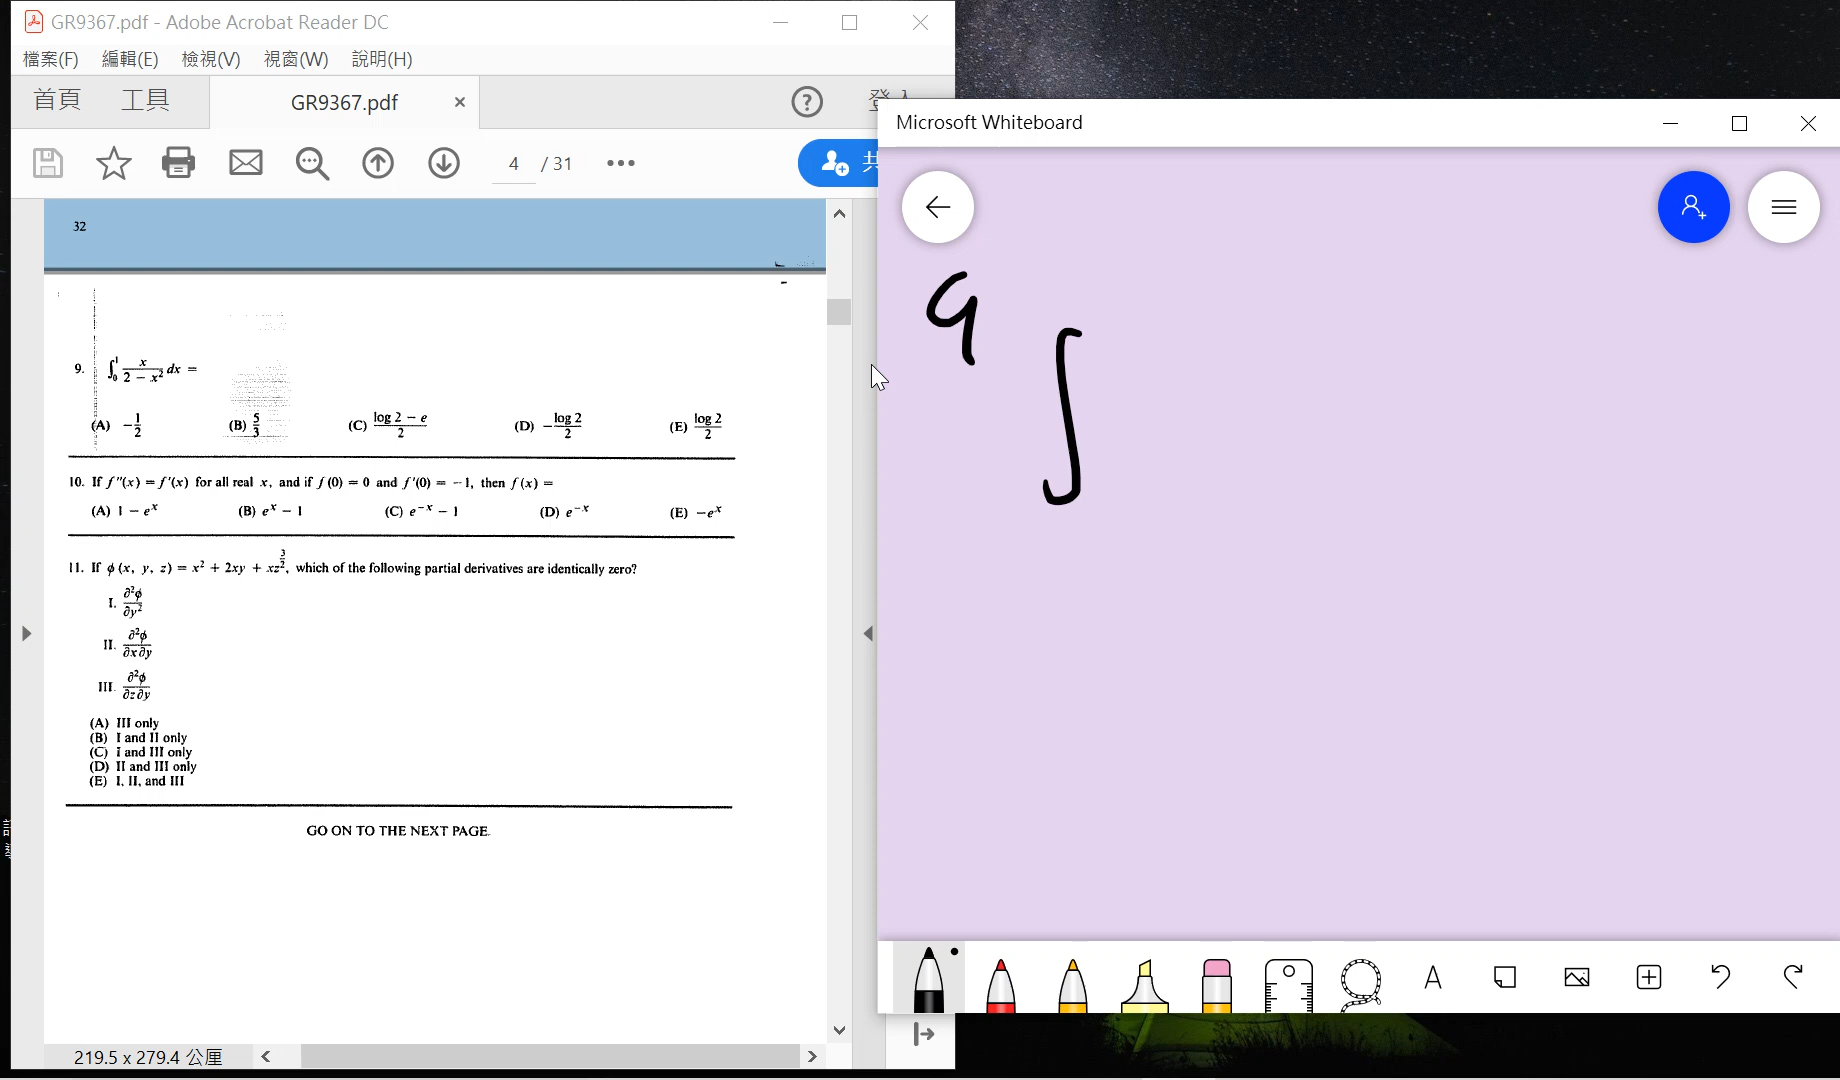 GR9367.pdf - Adobe Acrobat Reader DC
檔案(F) 編輯(E) 檢視(V) 視窗(W) 說明(H)
首頁 工具 GR9367.pdf × ?
4 / 31 ••• 共
32
9. ∫₀¹ x/(2 − x²) dx =
(A) −1/2 (B) 5/3 (C) (log 2 − e)/2 (D) −(log 2)/2 (E) (log 2)/2
10. If f″(x) = f′(x) for all real x, and if f(0) = 0 and f′(0) = −1, then f(x) =
(A) 1 − eˣ (B) eˣ − 1 (C) e⁻ˣ − 1 (D) e⁻ˣ (E) −eˣ
11. If ϕ(x, y, z) = x² + 2xy + xz^(3/2), which of the following partial derivatives are identically zero?
I. ∂²ϕ/∂y²
II. ∂²ϕ/∂x∂y
III. ∂²ϕ/∂z∂y
(A) III only
(B) I and II only
(C) I and III only
(D) II and III only
(E) I, II, and III
GO ON TO THE NEXT PAGE.
219.5 x 279.4 公厘
Microsoft Whiteboard
9 ∫
A